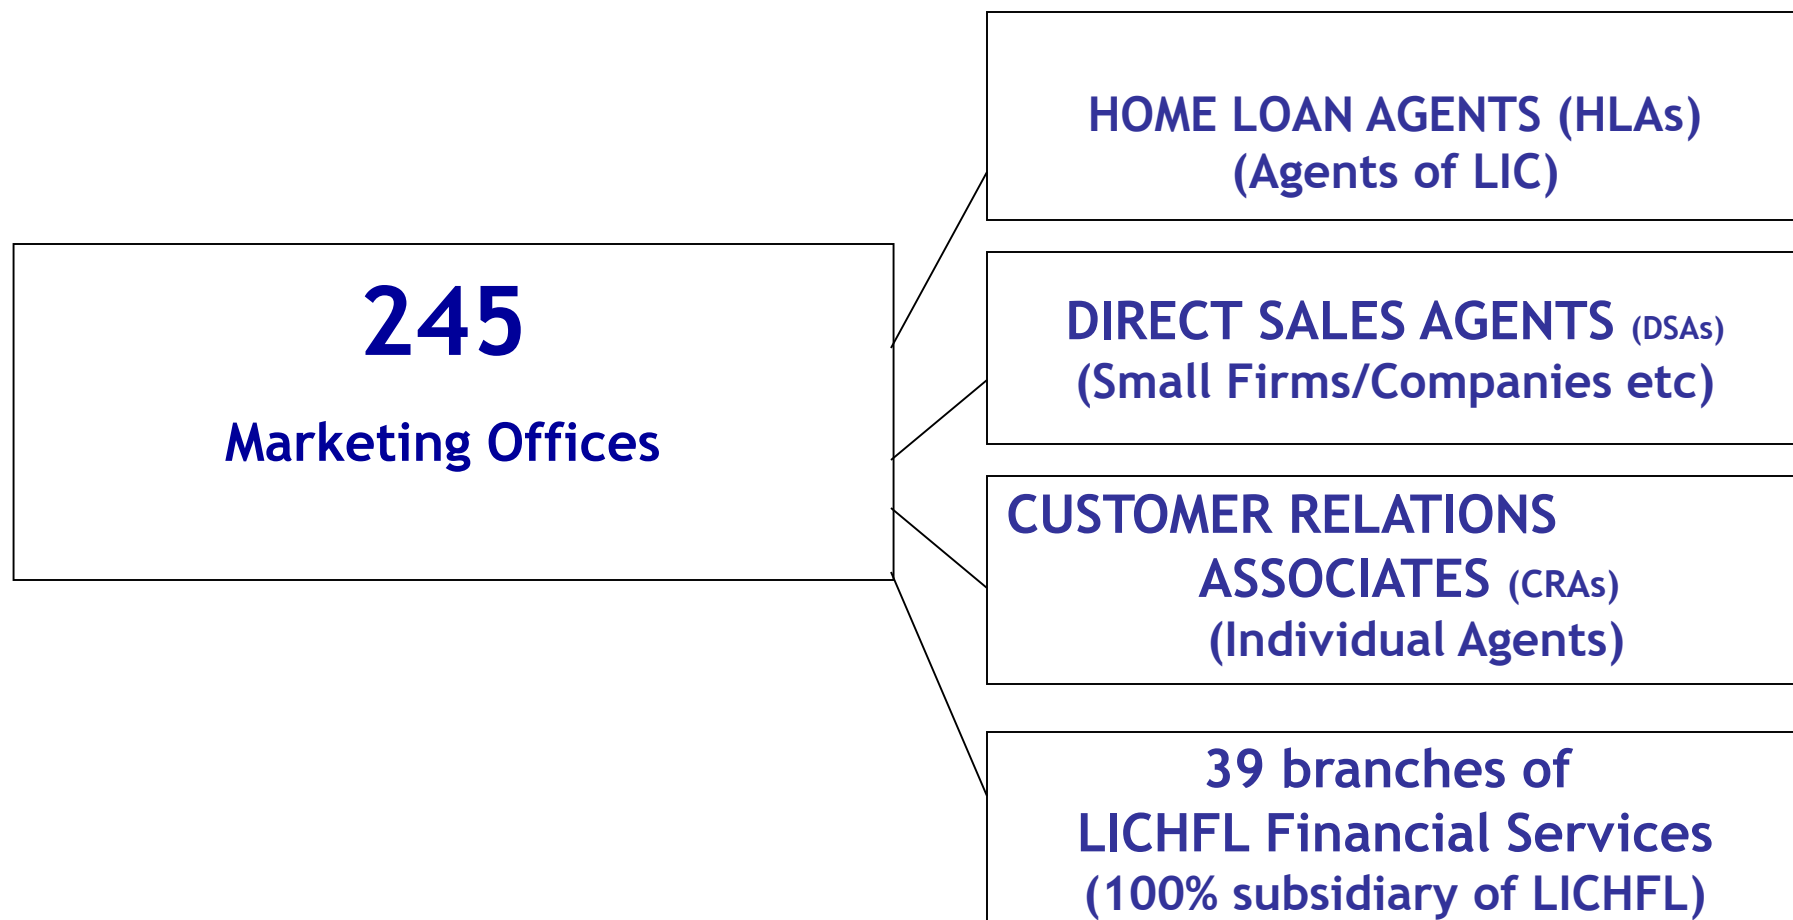 245
Marketing Offices
HOME LOAN AGENTS (HLAs)
(Agents of LIC)
DIRECT SALES AGENTS (DSAs)
(Small Firms/Companies etc)
CUSTOMER RELATIONS
ASSOCIATES (CRAs)
(Individual Agents)
39 branches of
LICHFL Financial Services
(100% subsidiary of LICHFL)